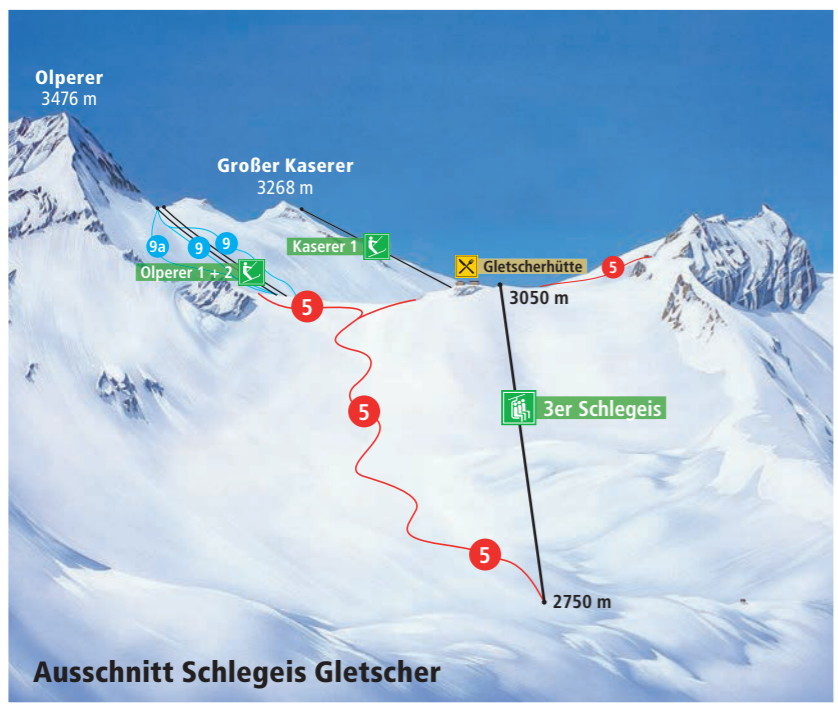 Olperer
3476 m
Großer Kaserer
3268 m
9a
9
9
Kaserer 1
Olperer 1 + 2
Gletscherhütte
5
5
3050 m
5
3er Schlegeis
5
2750 m
Ausschnitt Schlegeis Gletscher